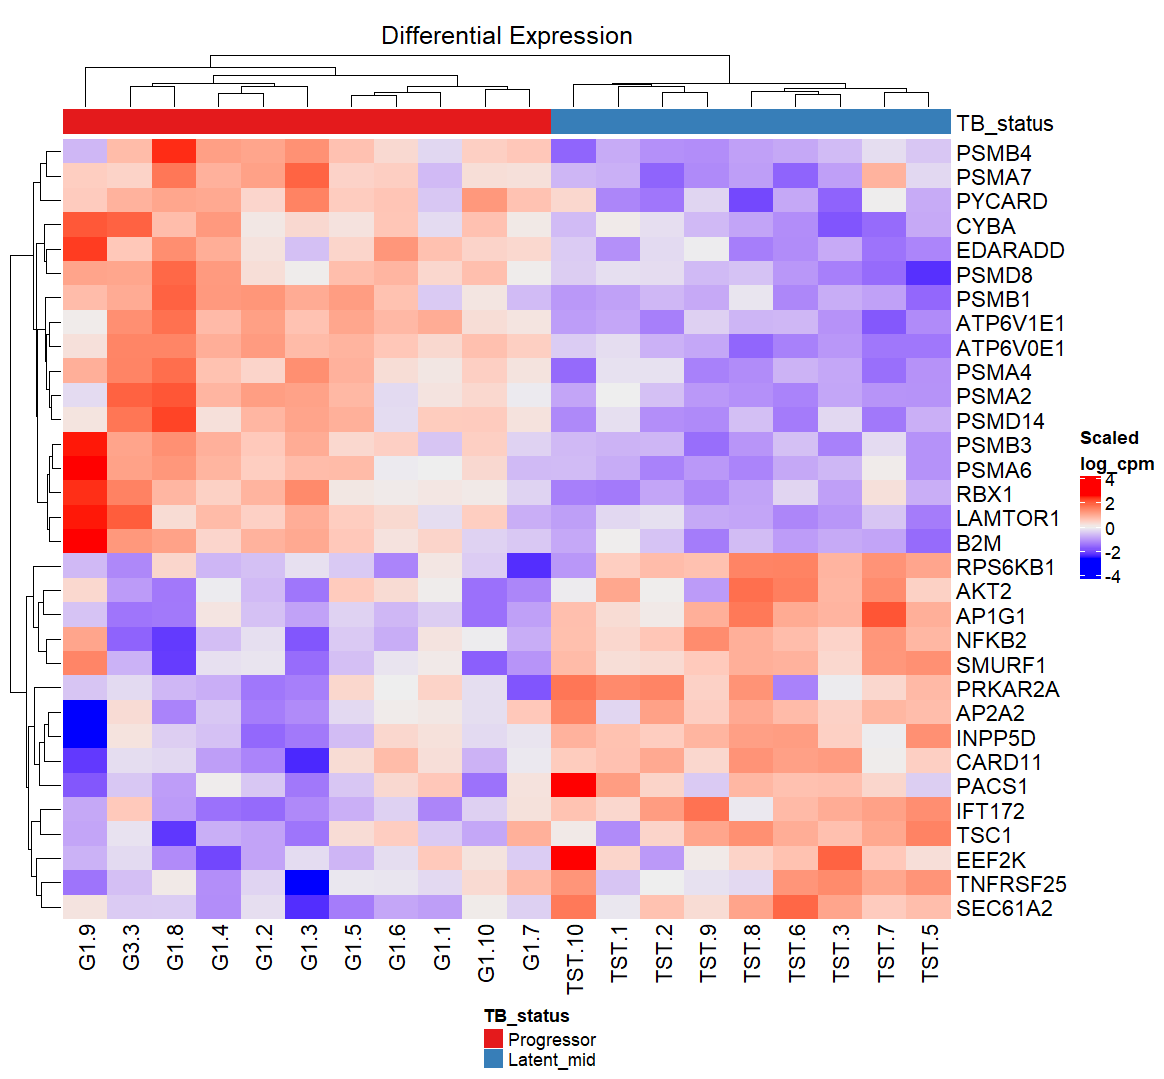 Differential Expression
TB_status
PSMB4
PSMA7
PYCARD
CYBA
EDARADD
PSMD8
PSMB1
ATP6V1E1
ATP6V0E1
PSMA4
PSMA2
PSMD14
PSMB3
PSMA6
RBX1
LAMTOR1
B2M
RPS6KB1
AKT2
AP1G1
NFKB2
SMURF1
PRKAR2A
AP2A2
INPP5D
CARD11
PACS1
IFT172
TSC1
EEF2K
TNFRSF25
SEC61A2
Scaled
log_cpm
4
2
0
-2
-4
G1.9 G3.3 G1.8 G1.4 G1.2 G1.3 G1.5 G1.6 G1.1 G1.10 G1.7 TST.10 TST.1 TST.2 TST.9 TST.8 TST.6 TST.3 TST.7 TST.5
TB_status
Progressor
Latent_mid